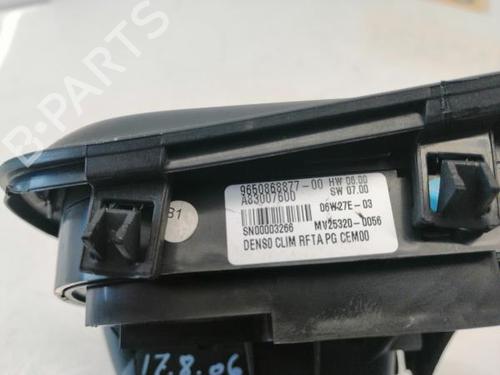 B-PARTS
B1
9650868877-00 HW 06.00
A83007600 SW 07.00
06W27E-03
SN00003266 MV25320-0056
DENSO CLIM RFTA PG CEM00
17.8.06